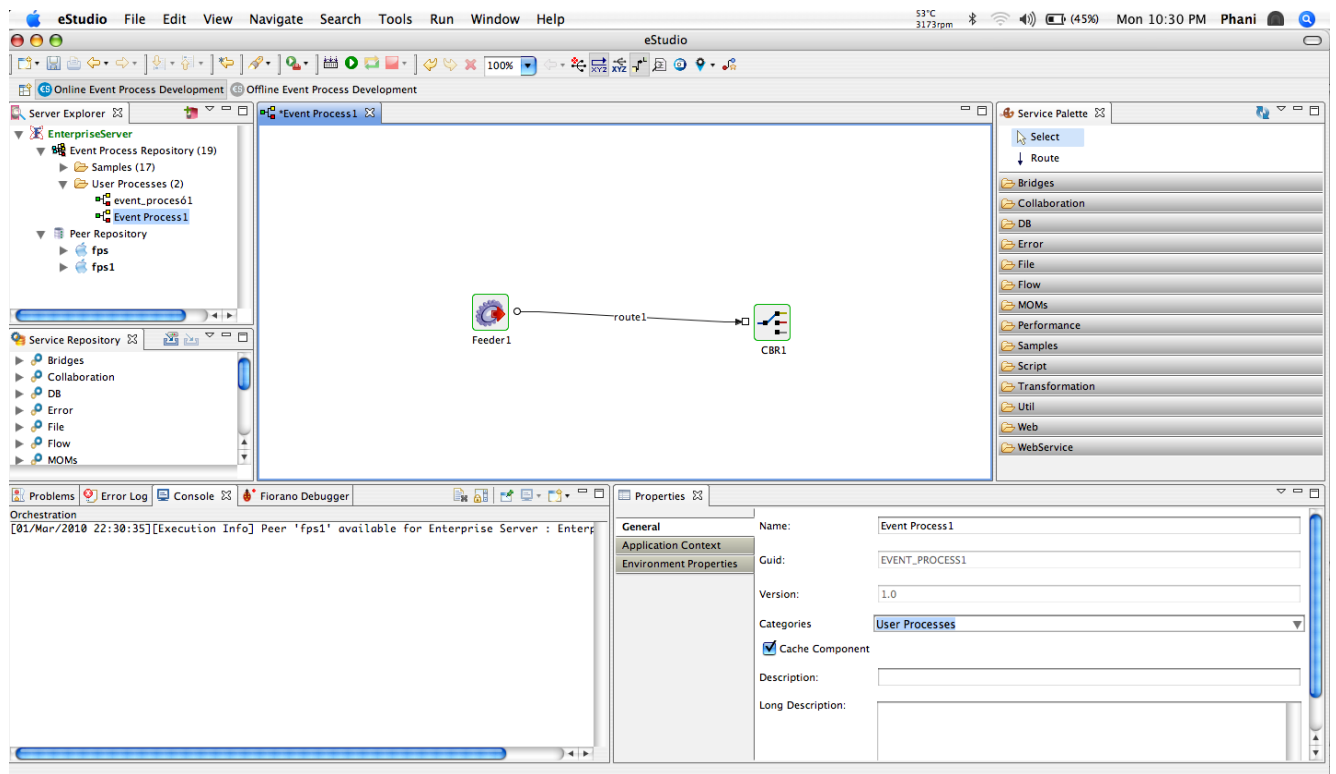 eStudio File Edit View Navigate Search Tools Run Window Help 53°C 3173rpm (45%) Mon 10:30 PM Phani
eStudio
100%
Online Event Process Development Offline Event Process Development
Server Explorer
EnterpriseServer
Event Process Repository (19)
Samples (17)
User Processes (2)
event_procesó1
Event Process1
Peer Repository
fps
fps1
Service Repository
Bridges
Collaboration
DB
Error
File
Flow
MOMs
*Event Process1
Feeder1
route1
CBR1
Service Palette
Select
Route
Bridges
Collaboration
DB
Error
File
Flow
MOMs
Performance
Samples
Script
Transformation
Util
Web
WebService
Problems Error Log Console Fiorano Debugger
Orchestration
[01/Mar/2010 22:30:35][Execution Info] Peer 'fps1' available for Enterprise Server : Enterp
Properties
General
Application Context
Environment Properties
Name: Event Process1
Guid: EVENT_PROCESS1
Version: 1.0
Categories User Processes
Cache Component
Description:
Long Description: